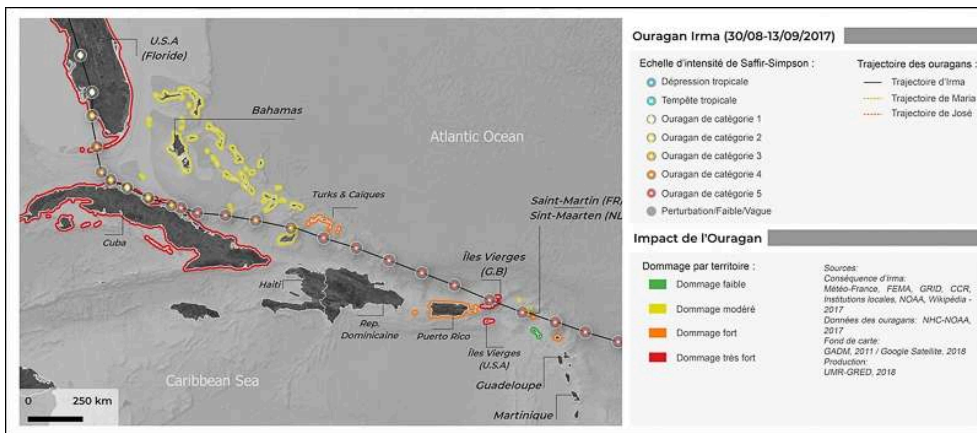 U.S.A
(Floride)
Bahamas
Atlantic Ocean
Turks & Caïques
Saint-Martin (FR)
Sint-Maarten (NL)
Cuba
Îles Vierges
(G.B)
Haïti
Rep.
Dominicaine
Puerto Rico
Îles Vierges
(U.S.A)
Guadeloupe
Martinique
Caribbean Sea
0 250 km
Ouragan Irma (30/08-13/09/2017)
Echelle d'intensité de Saffir-Simpson :
Dépression tropicale
Tempête tropicale
Ouragan de catégorie 1
Ouragan de catégorie 2
Ouragan de catégorie 3
Ouragan de catégorie 4
Ouragan de catégorie 5
Perturbation/Faible/Vague
Trajectoire des ouragans :
Trajectoire d'Irma
Trajectoire de Maria
Trajectoire de José
Impact de l'Ouragan
Dommage par territoire :
Dommage faible
Dommage modéré
Dommage fort
Dommage trés fort
Sources:
Conséquence d'Irma:
Météo-France, FEMA, GRID, CCR,
Institutions locales, NOAA, Wikipédia -
2017
Données des ouragans: NHC-NOAA,
2017
Fond de carte:
GADM, 2011 / Google Satellite, 2018
Production:
UMR-GRED, 2018